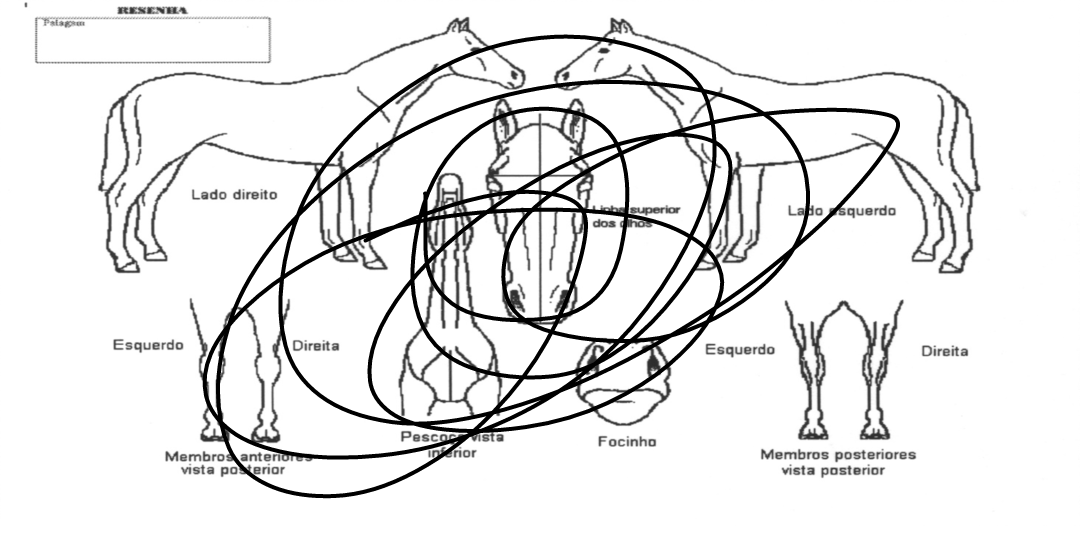 RESENHA
Pelagem
Lado direito
Linha superior
dos olhos
Lado esquerdo
Esquerdo
Direita
Esquerdo
Direita
Pescoço vista
inferior
Focinho
Membros anteriores
vista posterior
Membros posteriores
vista posterior